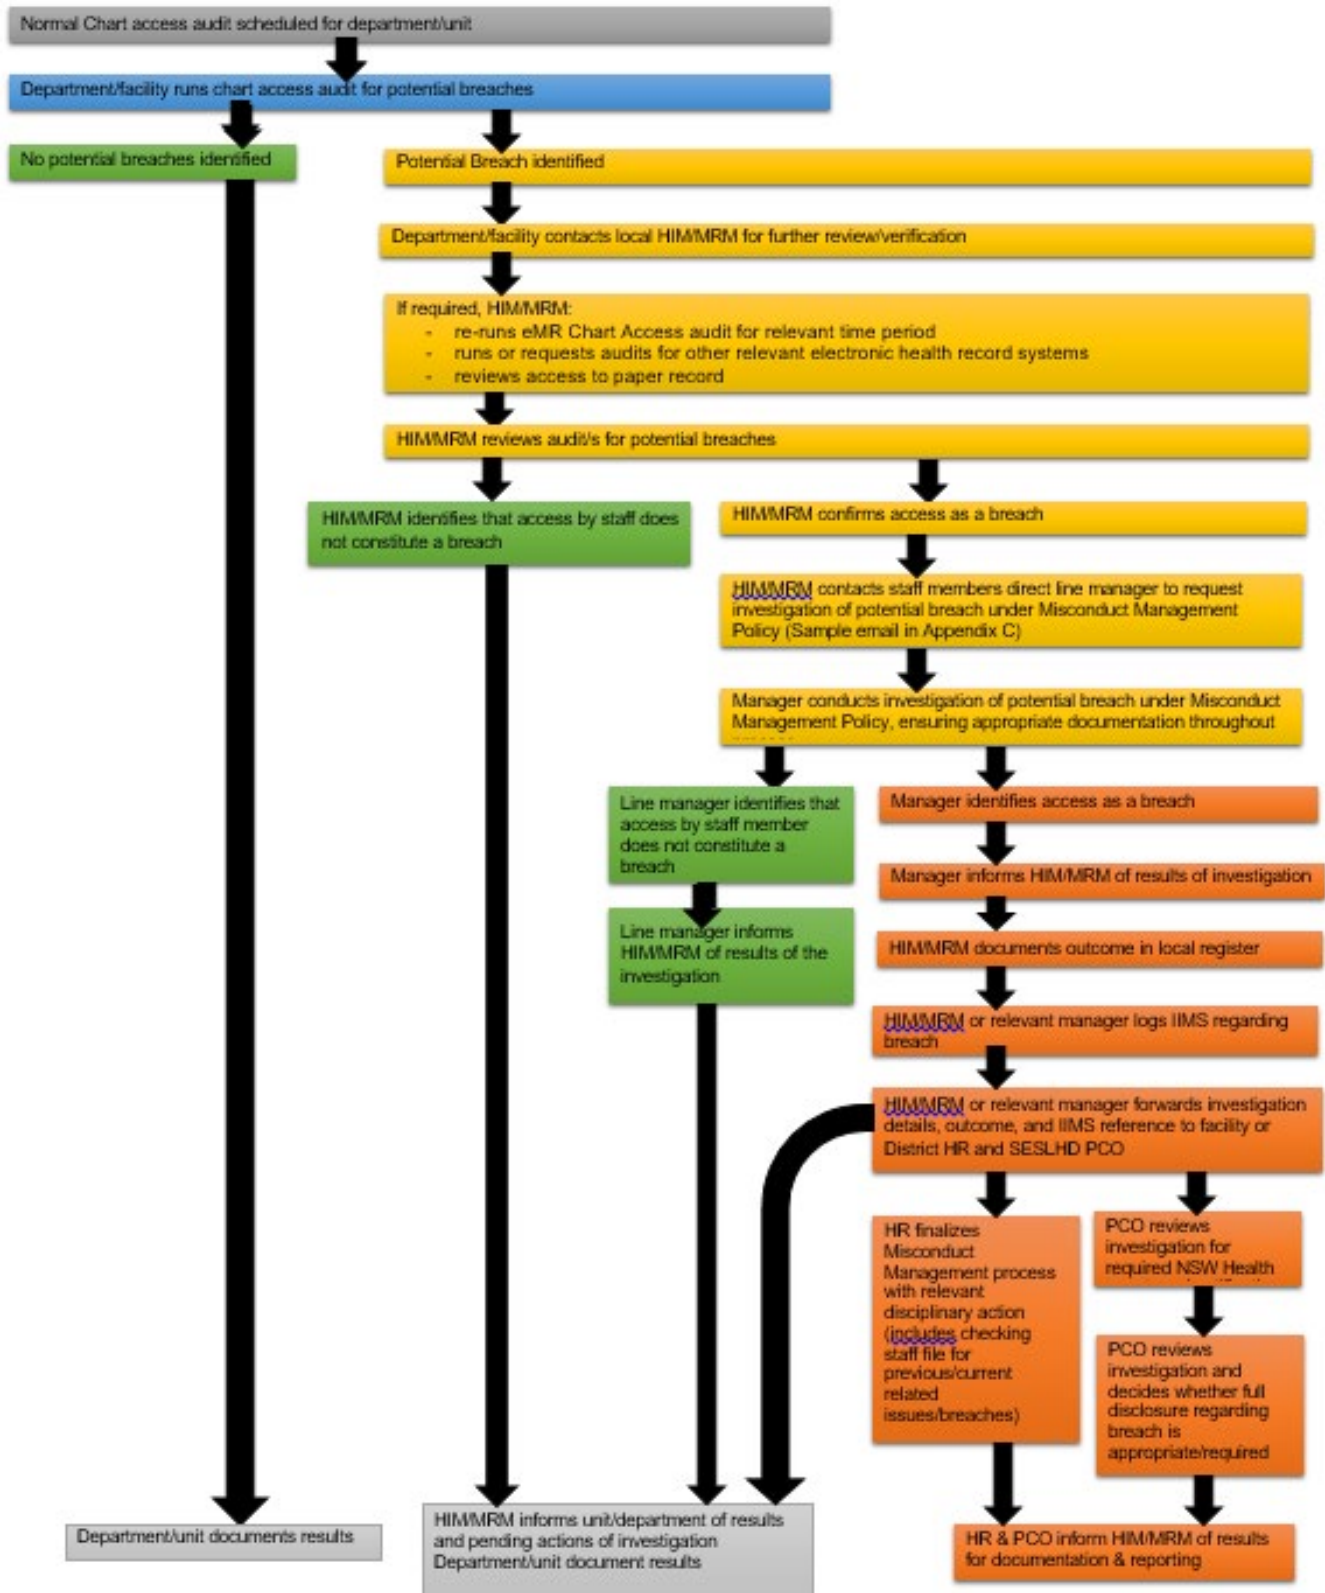 Normal Chart access audit scheduled for department/unit
Department/facility runs chart access audit for potential breaches
No potential breaches identified
Potential Breach identified
Department/facility contacts local HIM/MRM for further review/verification
If required, HIM/MRM:
- re-runs eMR Chart Access audit for relevant time period
- runs or requests audits for other relevant electronic health record systems
- reviews access to paper record
HIM/MRM reviews audit/s for potential breaches
HIM/MRM identifies that access by staff does
not constitute a breach
HIM/MRM confirms access as a breach
HIM/MRM contacts staff members direct line manager to request
investigation of potential breach under Misconduct Management
Policy (Sample email in Appendix C)
Manager conducts investigation of potential breach under Misconduct
Management Policy, ensuring appropriate documentation throughout
Line manager identifies that
access by staff member
does not constitute a
breach
Line manager informs
HIM/MRM of results of the
investigation
Manager identifies access as a breach
Manager informs HIM/MRM of results of investigation
HIM/MRM documents outcome in local register
HIM/MRM or relevant manager logs IIMS regarding
breach
HIM/MRM or relevant manager forwards investigation
details, outcome, and IIMS reference to facility or
District HR and SESLHD PCO
HR finalizes
Misconduct
Management process
with relevant
disciplinary action
(includes checking
staff file for
previous/current
related
issues/breaches)
PCO reviews
investigation for
required NSW Health
PCO reviews
investigation and
decides whether full
disclosure regarding
breach is
appropriate/required
Department/unit documents results
HIM/MRM informs unit/department of results
and pending actions of investigation
Department/unit document results
HR & PCO inform HIM/MRM of results
for documentation & reporting